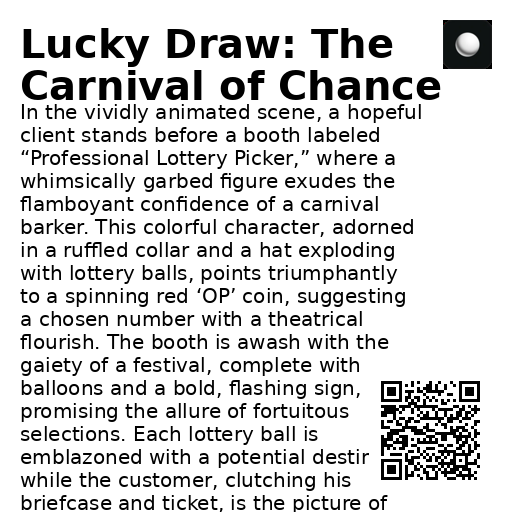 Lucky Draw: The
Carnival of Chance
In the vividly animated scene, a hopeful
client stands before a booth labeled
“Professional Lottery Picker,” where a
whimsically garbed figure exudes the
flamboyant confidence of a carnival
barker. This colorful character, adorned
in a ruffled collar and a hat exploding
with lottery balls, points triumphantly
to a spinning red ‘OP’ coin, suggesting
a chosen number with a theatrical
flourish. The booth is awash with the
gaiety of a festival, complete with
balloons and a bold, flashing sign,
promising the allure of fortuitous
selections. Each lottery ball is
emblazoned with a potential destin
while the customer, clutching his
briefcase and ticket, is the picture of